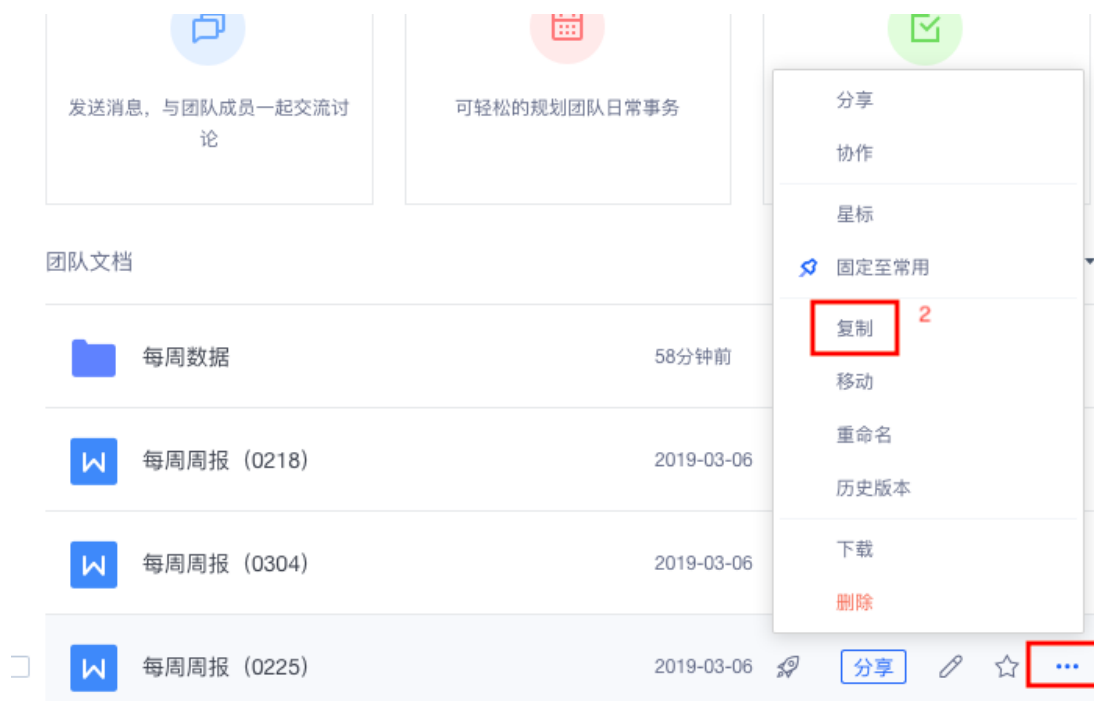 发送消息，与团队成员一起交流讨
论
可轻松的规划团队日常事务
分享
协作
星标
固定至常用
复制
2
移动
重命名
历史版本
下载
删除
团队文档
每周数据
58分钟前
每周周报（0218）
2019-03-06
每周周报（0304）
2019-03-06
每周周报（0225）
2019-03-06
分享